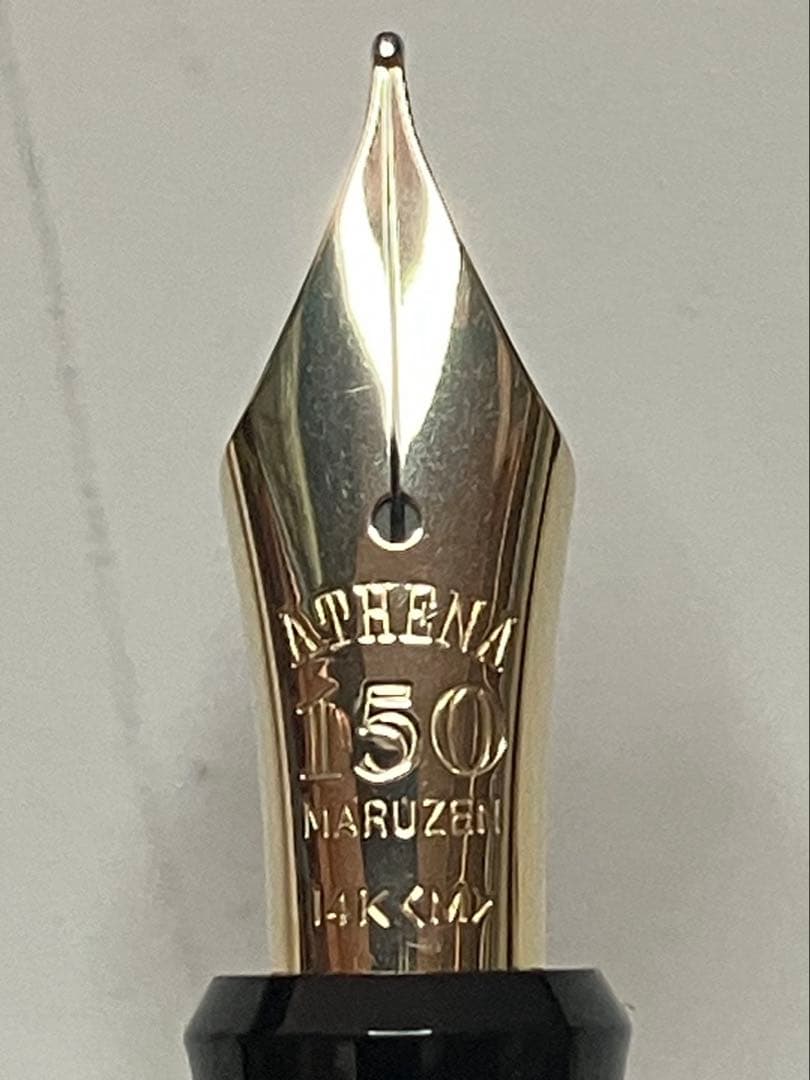 ATHENA
150
MARUZEN
14K<M>